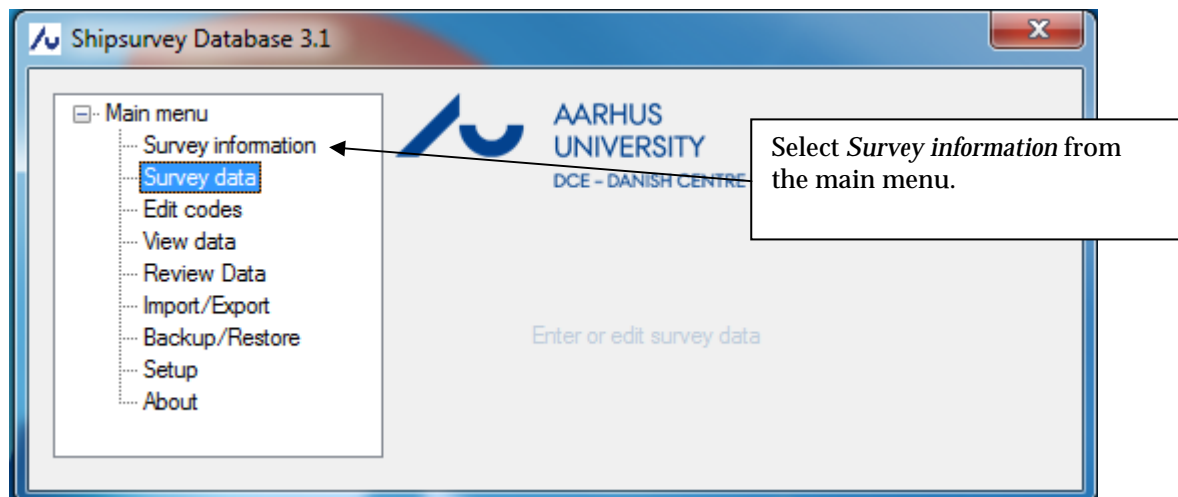 Shipsurvey Database 3.1
Main menu
Survey information
Survey data
Edit codes
View data
Review Data
Import/Export
Backup/Restore
Setup
About
AARHUS
UNIVERSITY
DCE - DANISH CENTRE
Select Survey information from
the main menu.
Enter or edit survey data